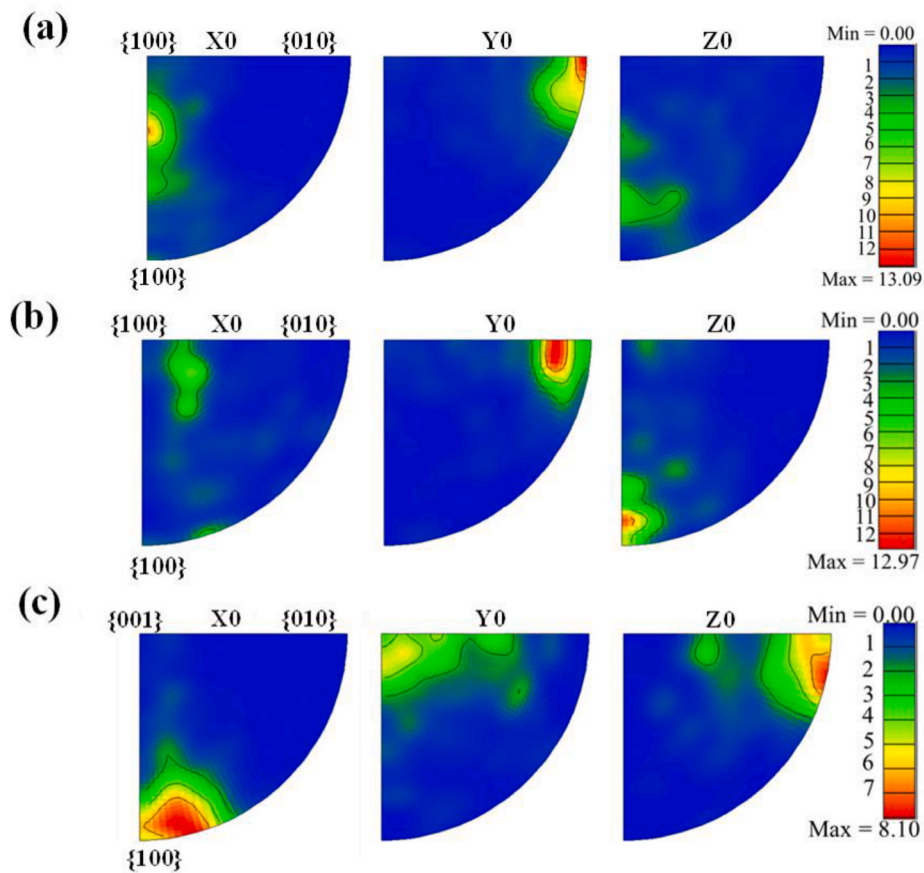 (a)
{100} X0 {010} Y0 Z0
{100}
Min = 0.00
1
2
3
4
5
6
7
8
9
10
11
12
Max = 13.09
(b)
{100} X0 {010} Y0 Z0
{100}
Min = 0.00
1
2
3
4
5
6
7
8
9
10
11
12
Max = 12.97
(c)
{001} X0 {010} Y0 Z0
{100}
Min = 0.00
1
2
3
4
5
6
7
Max = 8.10